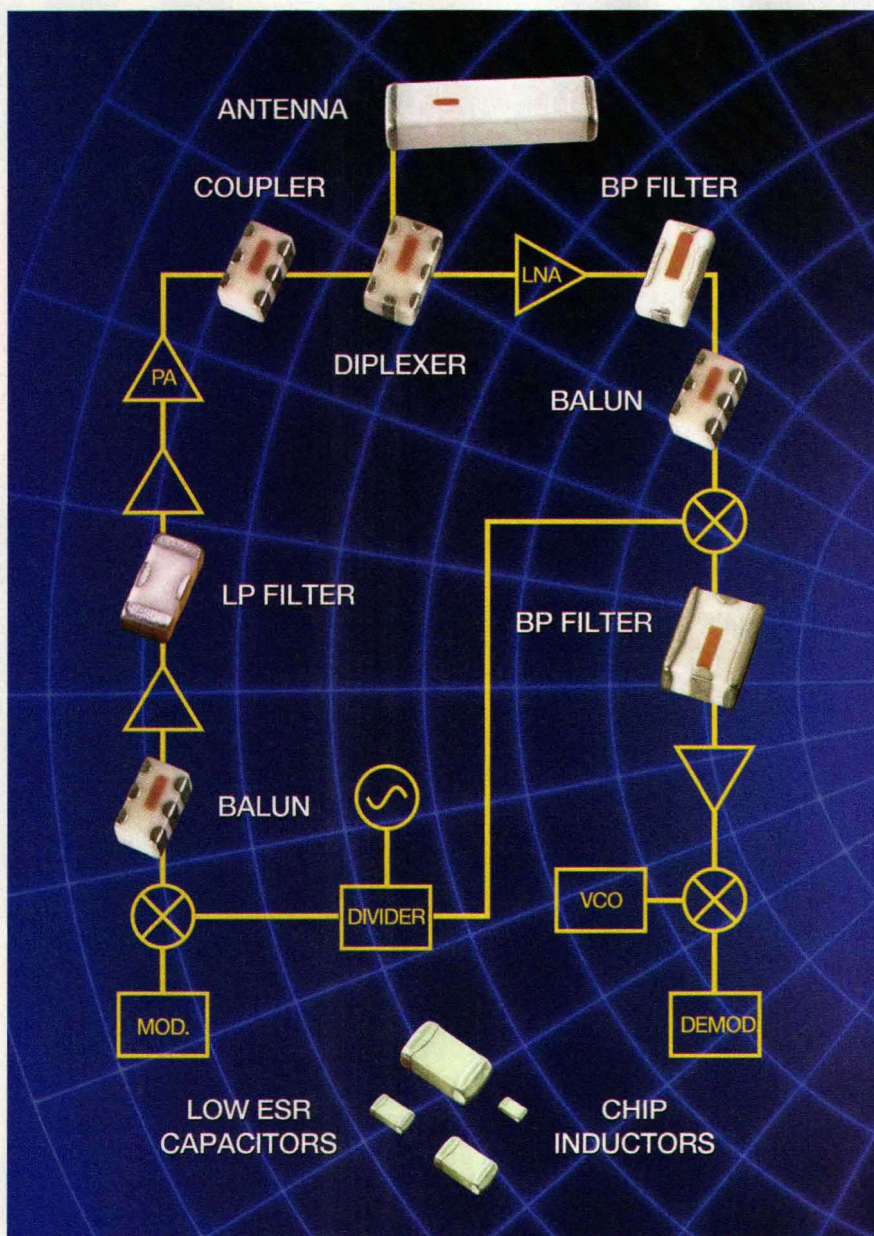 ANTENNA
COUPLER
BP FILTER
LNA
DIPLEXER
PA
BALUN
LP FILTER
BP FILTER
BALUN
VCO
DIVIDER
MOD.
DEMOD.
LOW ESR
CAPACITORS
CHIP
INDUCTORS